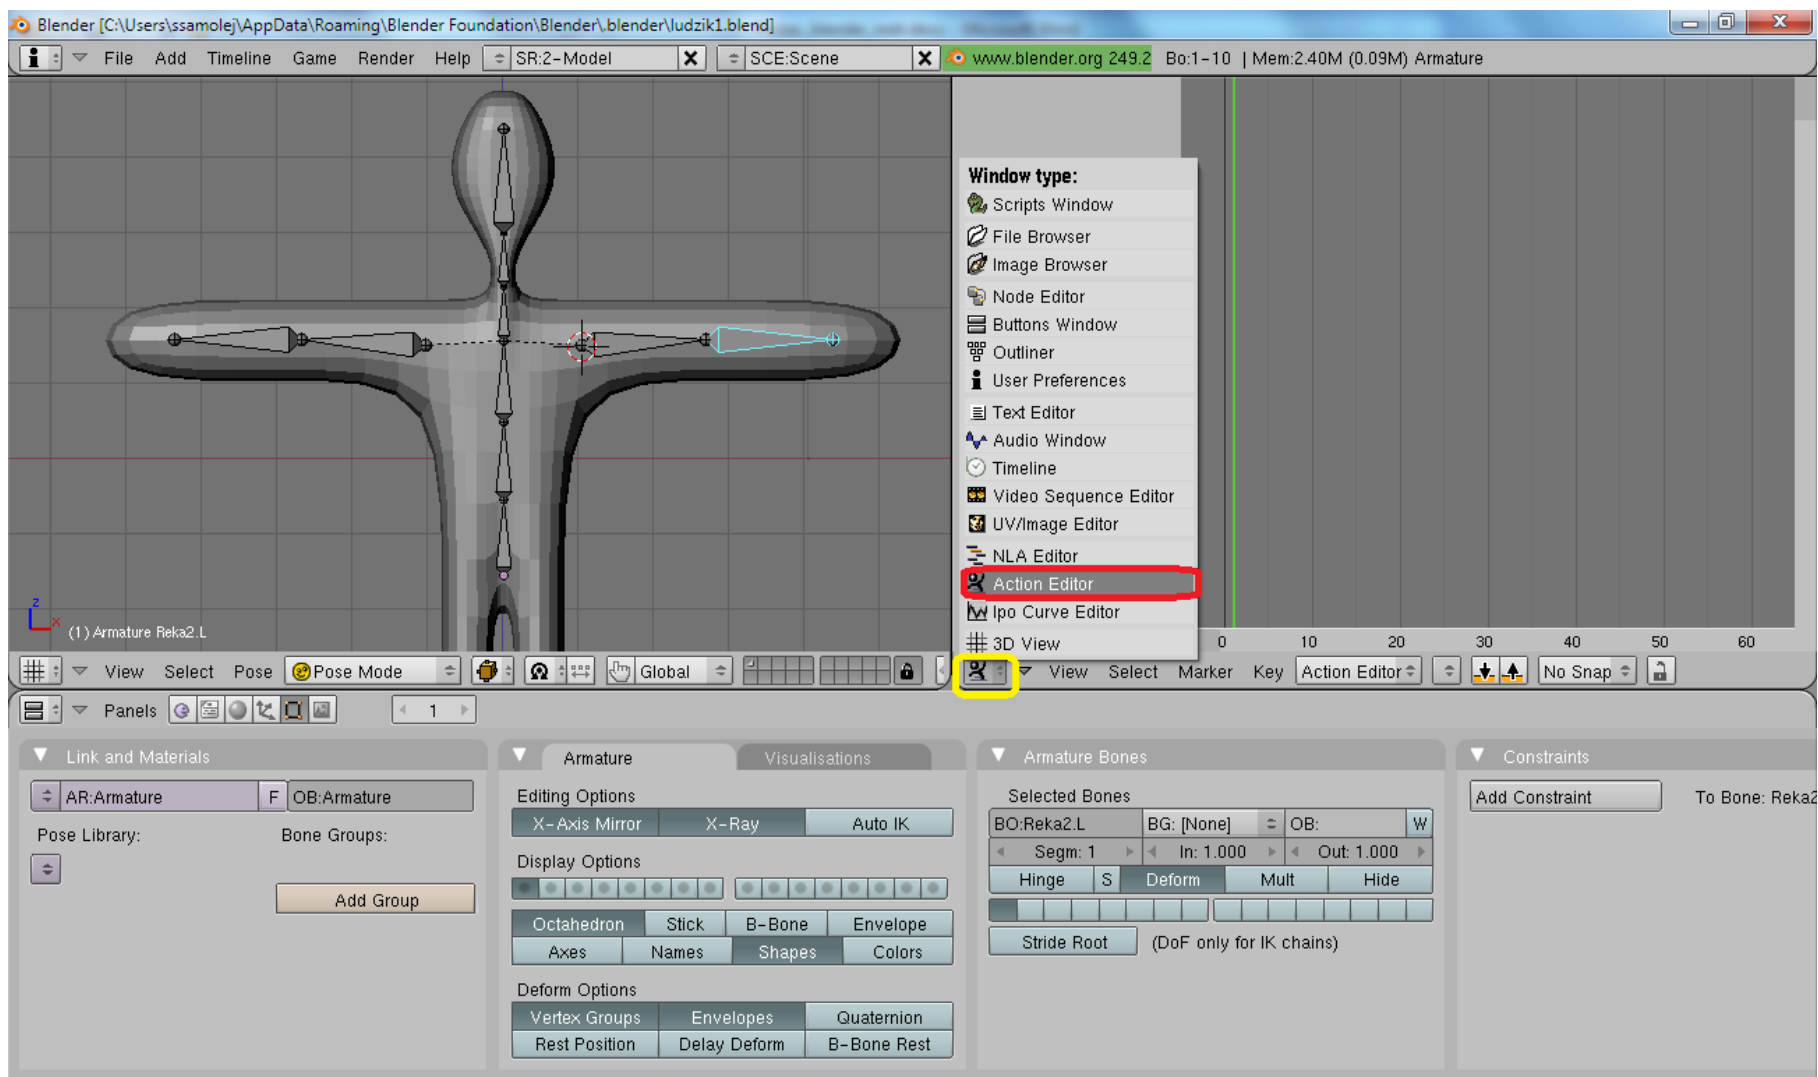 Blender [C:\Users\ssamolej\AppData\Roaming\Blender Foundation\Blender\.blender\ludzik1.blend]
File Add Timeline Game Render Help SR:2-Model SCE:Scene www.blender.org 249.2 Bo:1-10 | Mem:2.40M (0.09M) Armature
Window type:
Scripts Window
File Browser
Image Browser
Node Editor
Buttons Window
Outliner
User Preferences
Text Editor
Audio Window
Timeline
Video Sequence Editor
UV/Image Editor
NLA Editor
Action Editor
Ipo Curve Editor
3D View
z
x
(1) Armature Reka2.L
0 10 20 30 40 50 60
View Select Pose Pose Mode Global
View Select Marker Key Action Editor No Snap
Panels 1
Link and Materials
AR:Armature F OB:Armature
Pose Library: Bone Groups:
Add Group
Armature Visualisations
Editing Options
X-Axis Mirror X-Ray Auto IK
Display Options
Octahedron Stick B-Bone Envelope
Axes Names Shapes Colors
Deform Options
Vertex Groups Envelopes Quaternion
Rest Position Delay Deform B-Bone Rest
Armature Bones
Selected Bones
BO:Reka2.L BG: [None] OB: W
Segm: 1 In: 1.000 Out: 1.000
Hinge S Deform Mult Hide
Stride Root (DoF only for IK chains)
Constraints
Add Constraint To Bone: Reka2